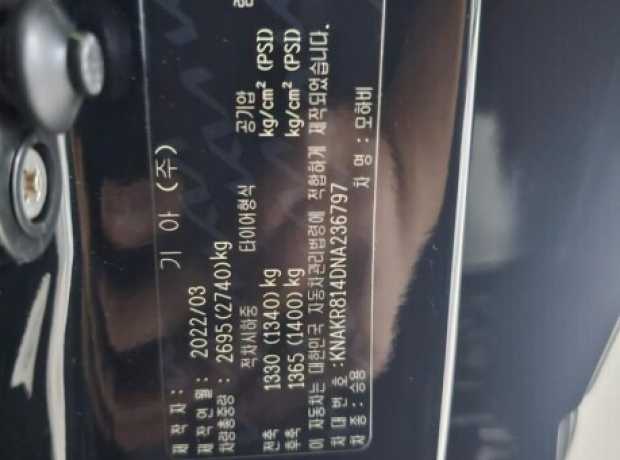 제작자: 기아(주)
제작연월: 2022/03
차량총중량: 2695(2740)kg
적차시하중 타이어형식 공기압
전축 1330 (1340)kg kg/cm² (PSI)
후축 1365 (1400)kg kg/cm² (PSI)
이 자동차는 대한민국 자동차관리법령에 적합하게 제작되었습니다.
차대번호:KNAKR814DNA236797
차종:승용 차명:모하비